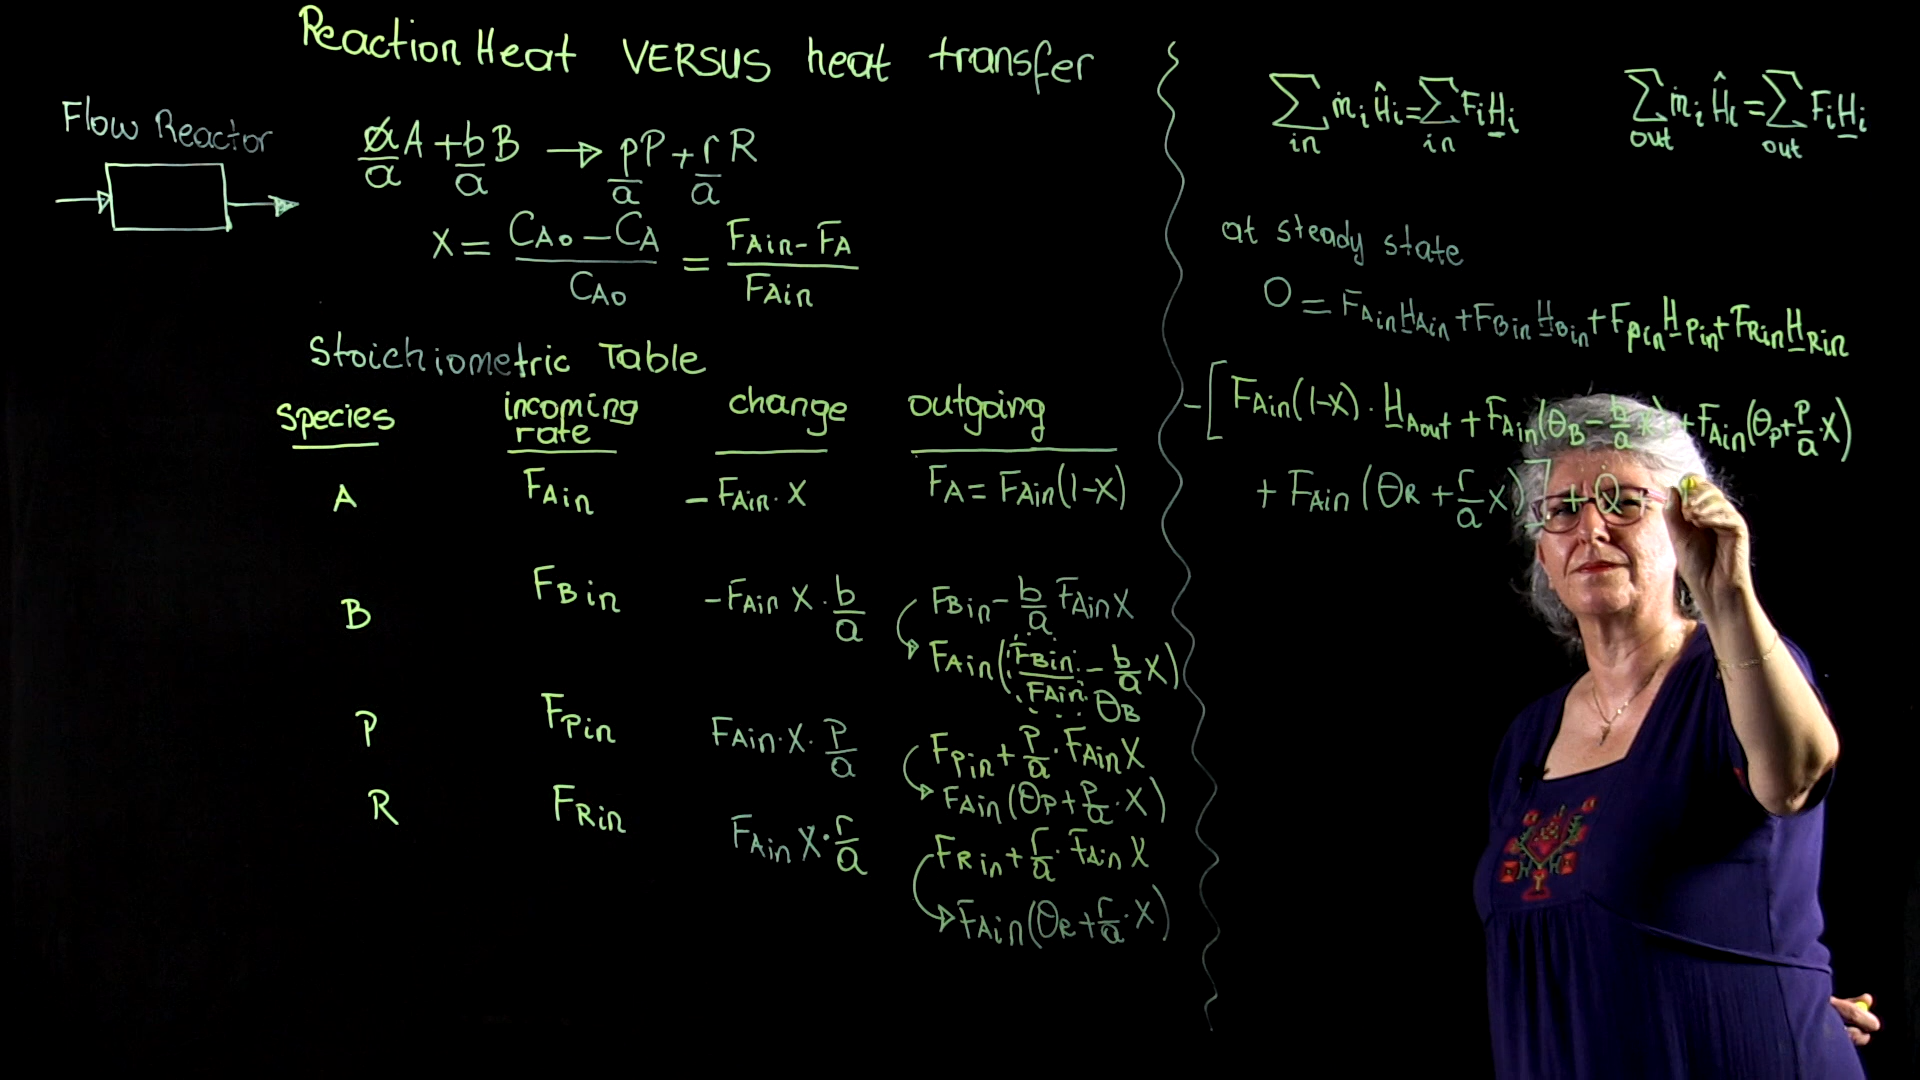 Reaction Heat VERSUS heat transfer
Flow Reactor
a/a A + b/a B → p/a P + r/a R
X = (CA0 − CA)/CA0 = (FAin − FA)/FAin
Stoichiometric Table
species incoming rate change outgoing
A FAin −FAin·X FA = FAin(1−X)
B FBin −FAin X·b/a FBin − b/a FAin X
FAin(FBin/FAin − b/a X)
θB
P FPin FAin·X·p/a FPin + p/a·FAin X
FAin(θP + p/a·X)
R FRin FAin X·r/a FRin + r/a·FAin X
FAin(θR + r/a·X)
∑in ṁi Ĥi = ∑in Fi Hi ∑out ṁi Ĥi = ∑out Fi Hi
at steady state
0 = FAin HAin + FBin HBin + FPin HPin + FRin HRin
−[FAin(1−X)·HAout + FAin(θB − b/a X) + FAin(θP + p/a·X)
+ FAin(θR + r/a X)] + Q̇